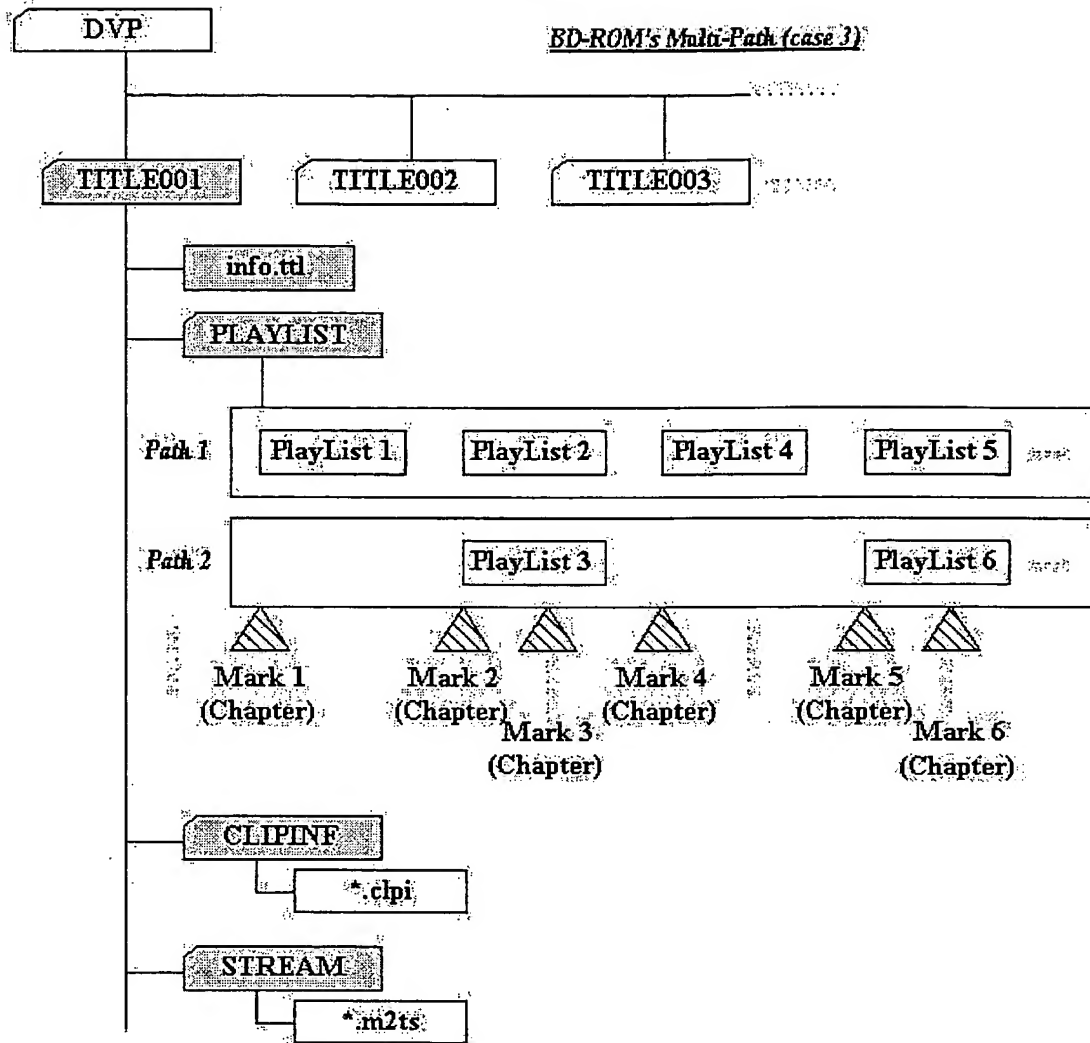 DVP
BD-ROM's Multi-Path (case 3)
TITLE001
TITLE002
TITLE003
info.ttl
PLAYLIST
Path 1
PlayList 1
PlayList 2
PlayList 4
PlayList 5
Path 2
PlayList 3
PlayList 6
Mark 1
(Chapter)
Mark 2
(Chapter)
Mark 3
(Chapter)
Mark 4
(Chapter)
Mark 5
(Chapter)
Mark 6
(Chapter)
CLIPINF
*.clpi
STREAM
*.m2ts